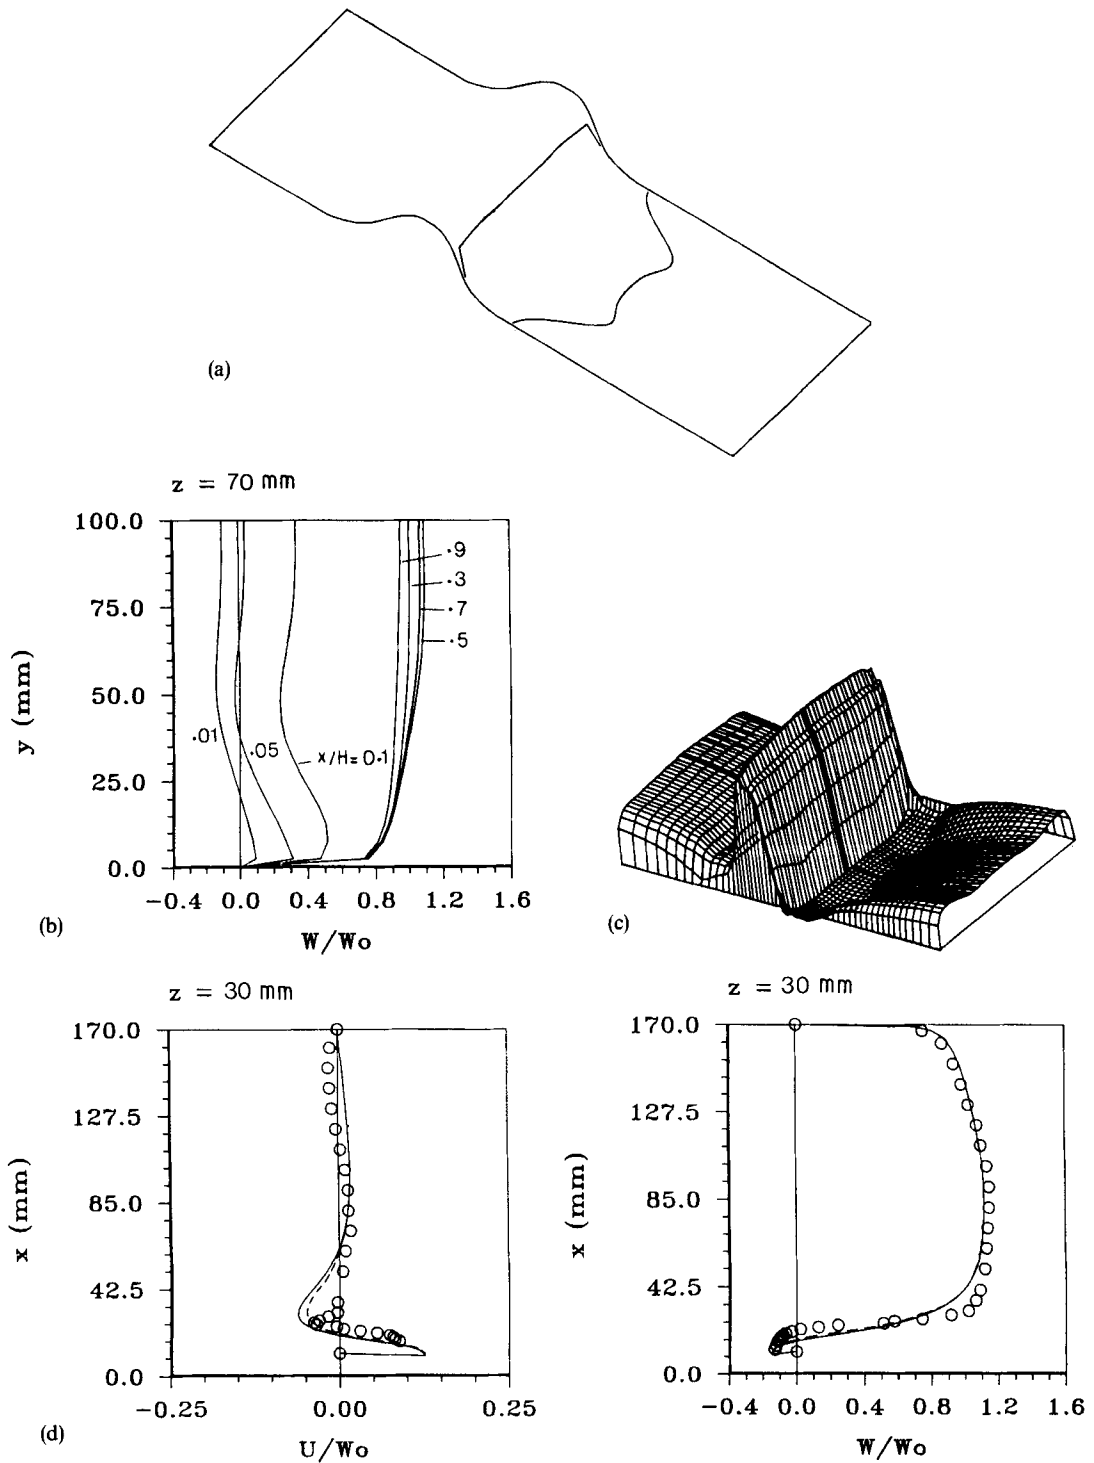 (a)
z = 70 mm
100.0
75.0
50.0
25.0
0.0
y (mm)
.9
.3
.7
.5
.01
.05
x/H=0.1
-0.4 0.0 0.4 0.8 1.2 1.6
W/Wo
(b)
(c)
z = 30 mm
170.0
127.5
85.0
42.5
0.0
x (mm)
-0.25 0.00 0.25
U/Wo
(d)
z = 30 mm
170.0
127.5
85.0
42.5
0.0
x (mm)
-0.4 0.0 0.4 0.8 1.2 1.6
W/Wo